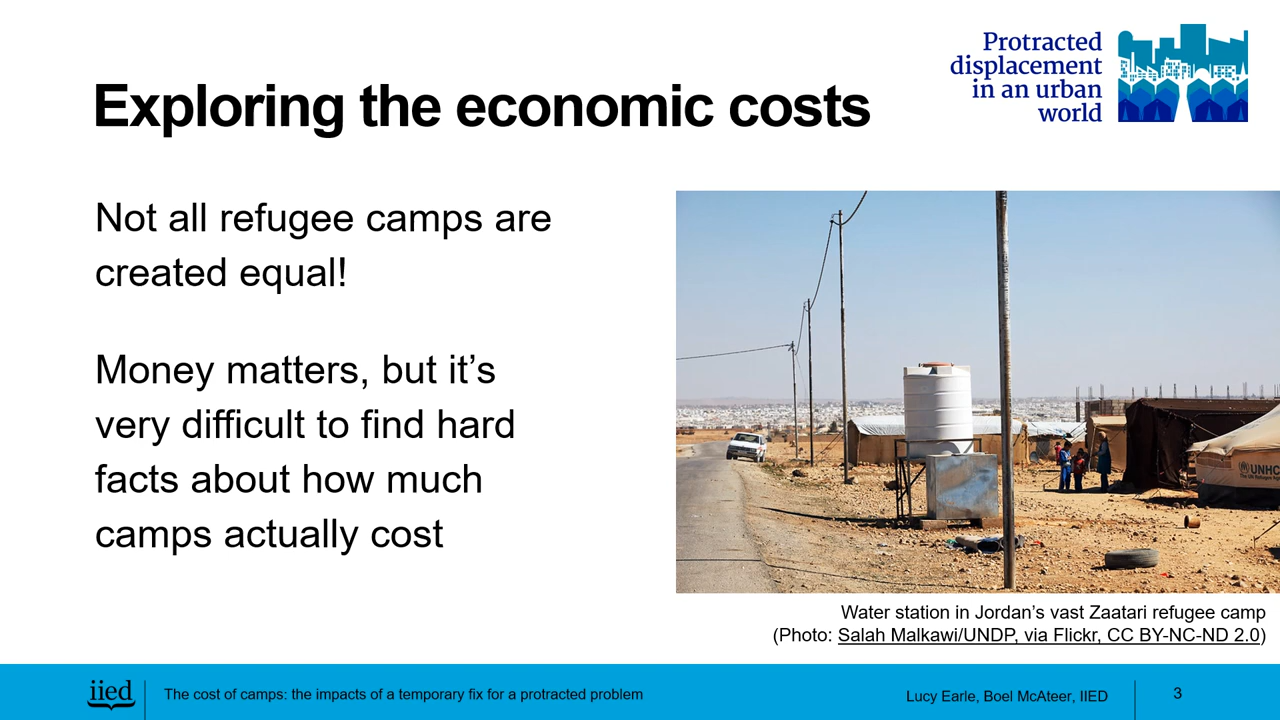 Protracted
displacement
in an urban
world
Exploring the economic costs
Not all refugee camps are
created equal!
Money matters, but it’s
very difficult to find hard
facts about how much
camps actually cost
UNHC
Water station in Jordan’s vast Zaatari refugee camp
(Photo: Salah Malkawi/UNDP, via Flickr, CC BY-NC-ND 2.0)
iied
The cost of camps: the impacts of a temporary fix for a protracted problem
Lucy Earle, Boel McAteer, IIED
3